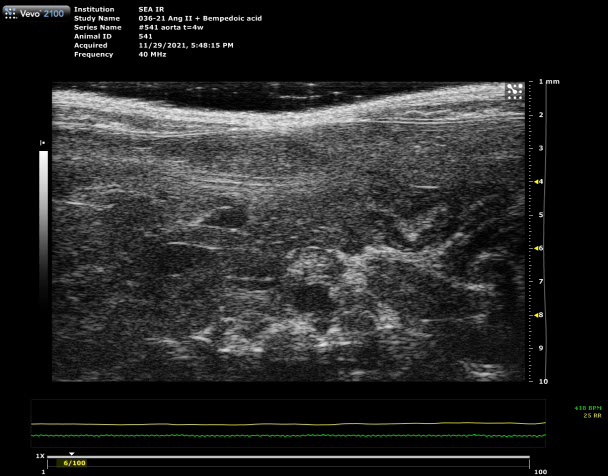 Vevo 2100
Institution SEA IR
Study Name 036-21 Ang II + Bempedoic acid
Series Name #541 aorta t=4w
Animal ID 541
Acquired 11/29/2021, 5:48:15 PM
Frequency 40 MHz
1 mm
2
3
4
5
6
7
8
9
10
418 BPM
25 RR
1X
6/100
1 100